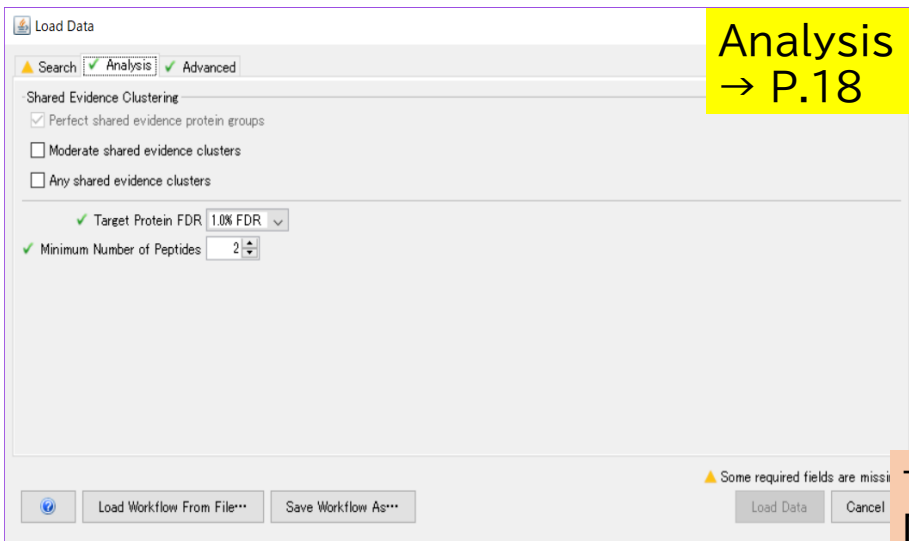 Load Data
Analysis
→ P.18
Search Analysis Advanced
Shared Evidence Clustering
Perfect shared evidence protein groups
Moderate shared evidence clusters
Any shared evidence clusters
Target Protein FDR 1.0% FDR
Minimum Number of Peptides 2
Some required fields are
Load Workflow From File… Save Workflow As… Load Data Cancel